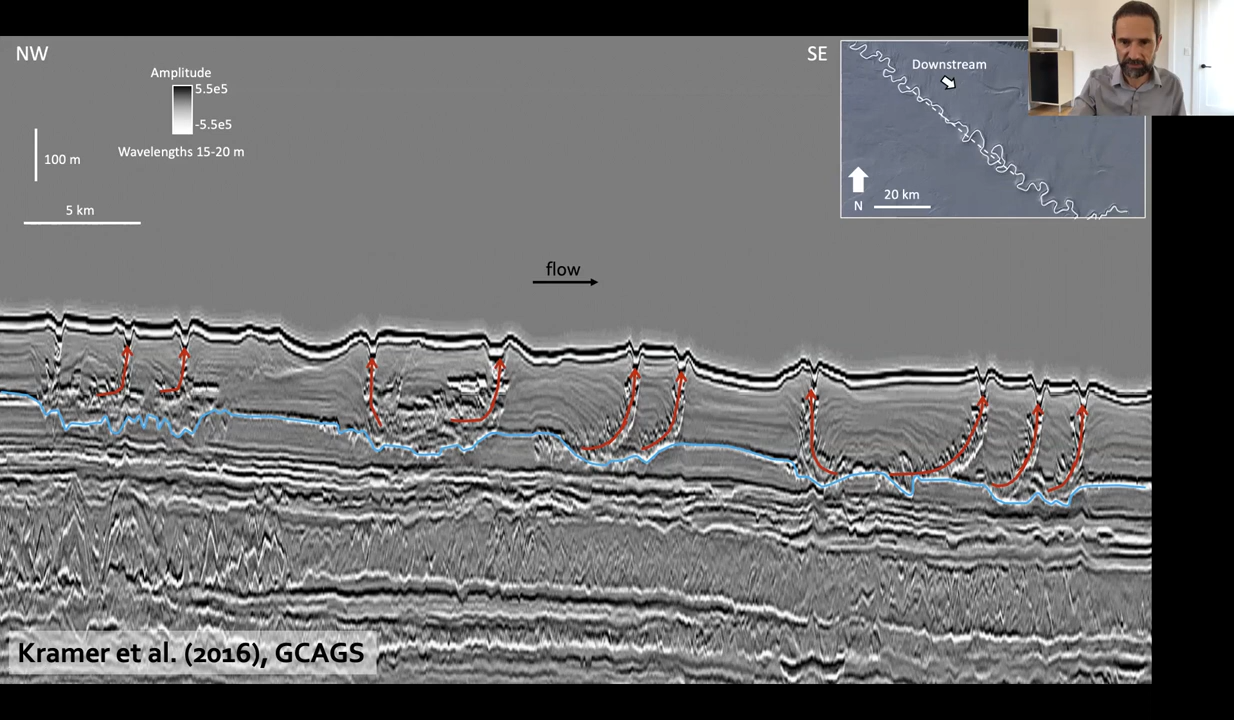 NW
SE
Amplitude
5.5e5
-5.5e5
Wavelengths 15-20 m
100 m
5 km
Downstream
N
20 km
flow
Kramer et al. (2016), GCAGS